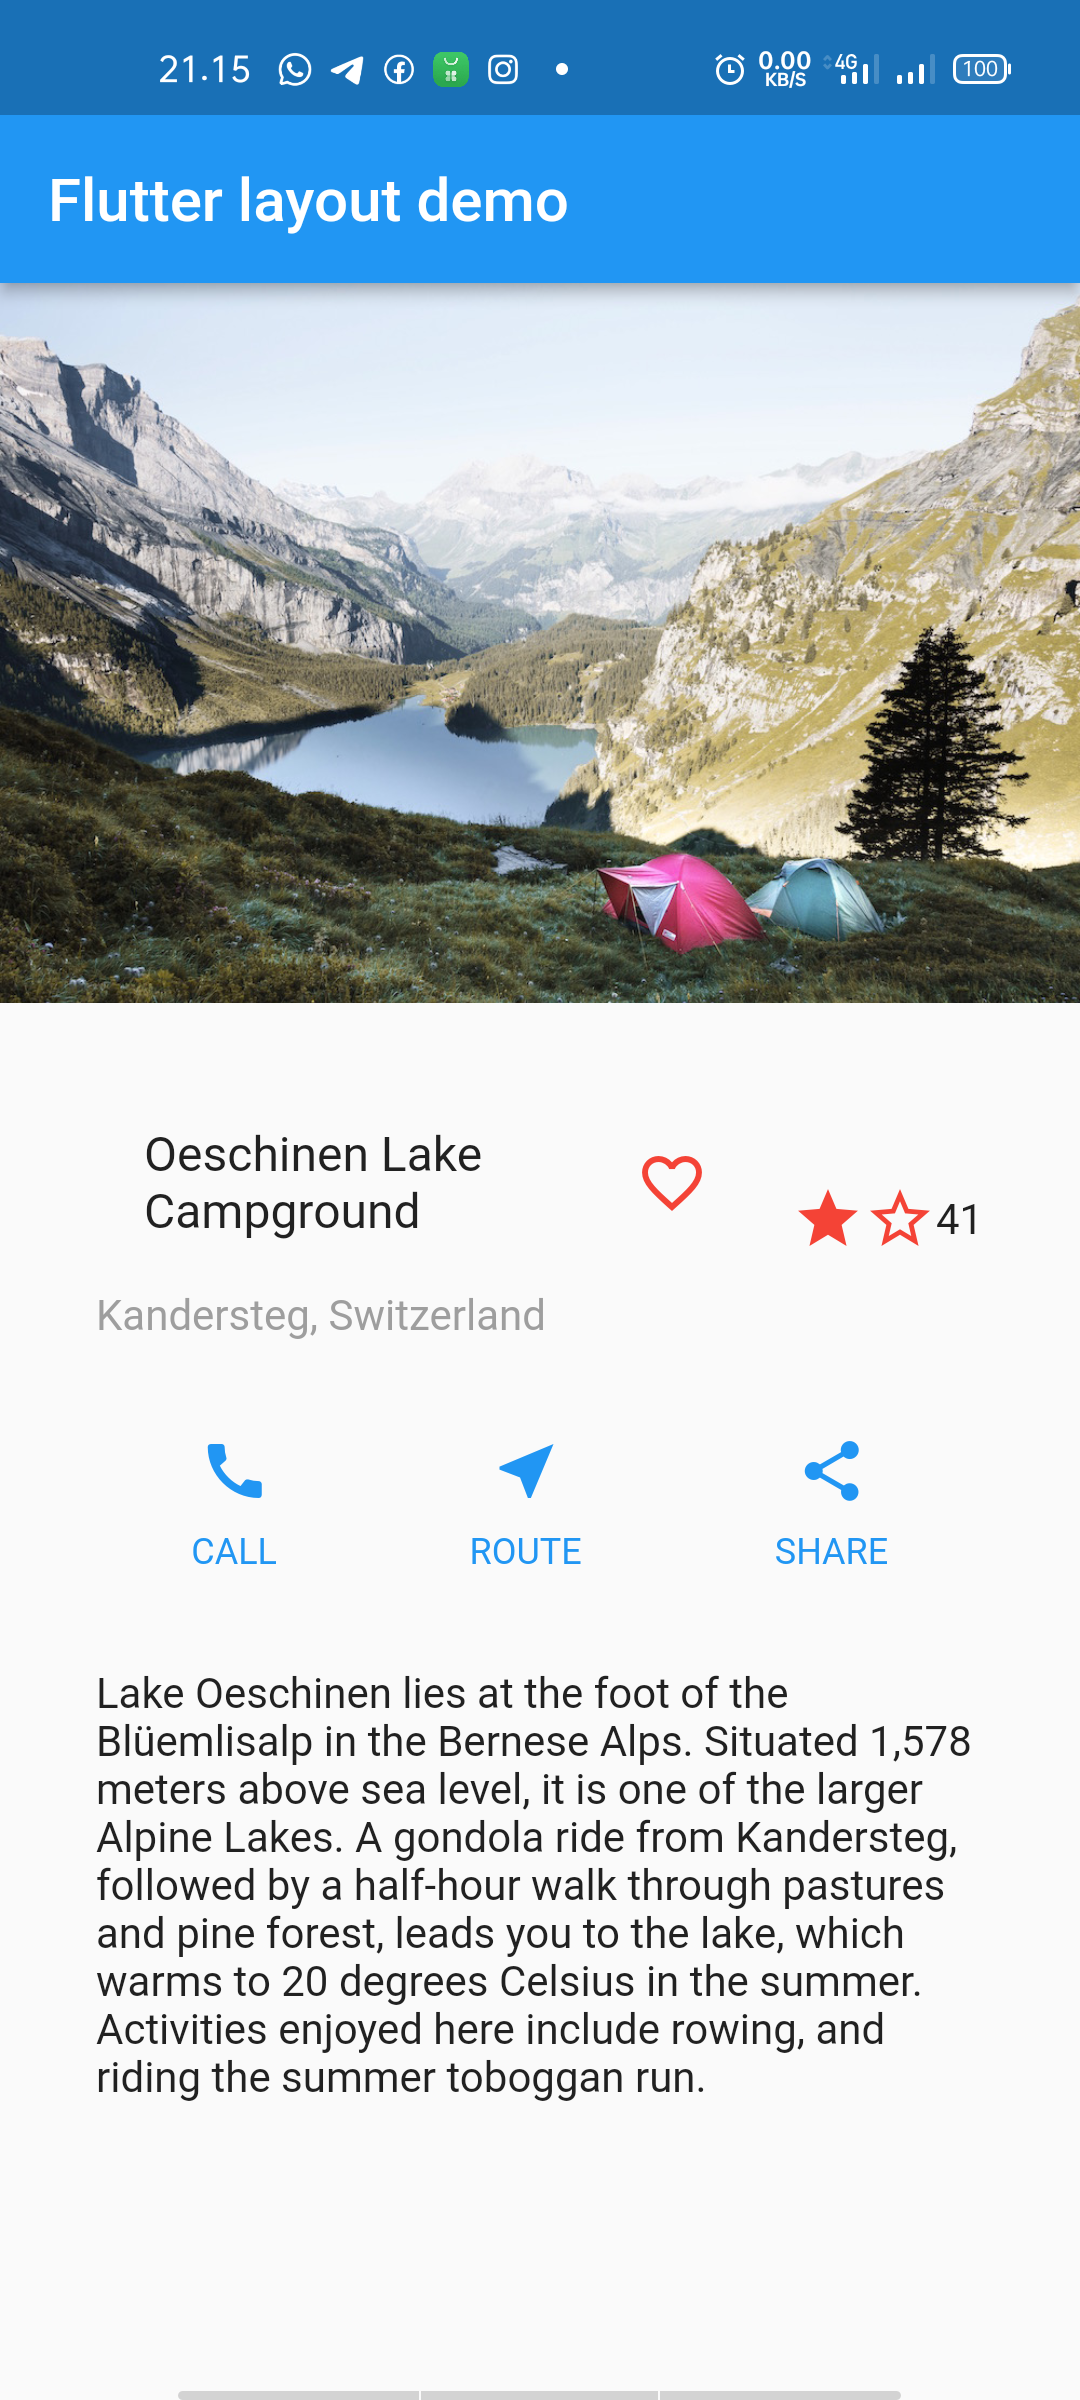 21.15
0.00
KB/S
4G
100
Flutter layout demo
Oeschinen Lake
Campground
41
Kandersteg, Switzerland
CALL
ROUTE
SHARE
Lake Oeschinen lies at the foot of the
Blüemlisalp in the Bernese Alps. Situated 1,578
meters above sea level, it is one of the larger
Alpine Lakes. A gondola ride from Kandersteg,
followed by a half-hour walk through pastures
and pine forest, leads you to the lake, which
warms to 20 degrees Celsius in the summer.
Activities enjoyed here include rowing, and
riding the summer toboggan run.